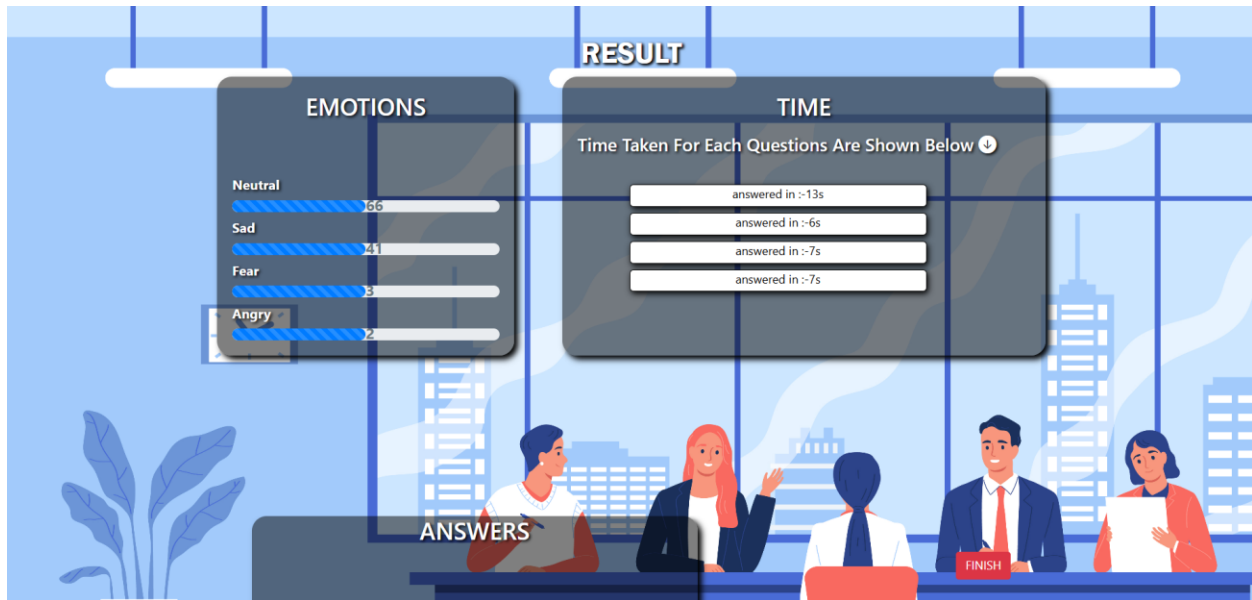 RESULT
EMOTIONS
Neutral
66
Sad
41
Fear
3
Angry
2
TIME
Time Taken For Each Questions Are Shown Below
answered in :-13s
answered in :-6s
answered in :-7s
answered in :-7s
ANSWERS
FINISH